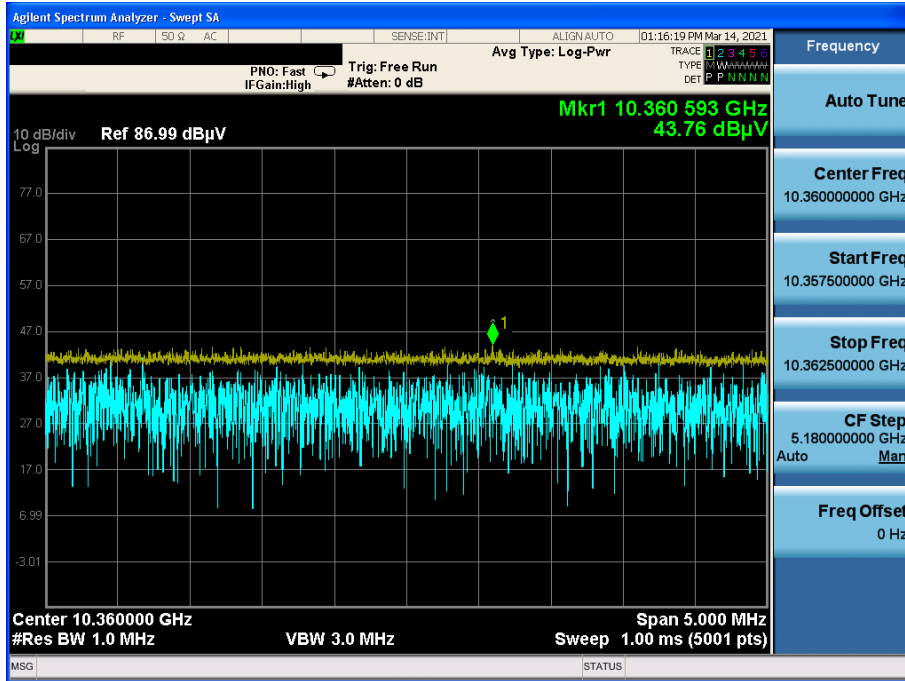 Agilent Spectrum Analyzer - Swept SA
LXI RF 50 Ω AC SENSE:INT ALIGN AUTO 01:16:19 PM Mar 14, 2021
Frequency
Avg Type: Log-Pwr
TRACE 1 2 3 4 5 6
PNO: Fast Trig: Free Run
TYPE M WWWWW
IFGain:High #Atten: 0 dB
DET P P N N N N
Auto Tune
Mkr1 10.360 593 GHz
43.76 dBµV
10 dB/div Ref 86.99 dBµV
Log
77.0
67.0
57.0
47.0
37.0
27.0
17.0
6.99
-3.01
1
Center Freq
10.360000000 GHz
Start Freq
10.357500000 GHz
Stop Freq
10.362500000 GHz
CF Step
5.180000000 GHz
Auto Man
Freq Offset
0 Hz
Center 10.360000 GHz Span 5.000 MHz
#Res BW 1.0 MHz VBW 3.0 MHz Sweep 1.00 ms (5001 pts)
MSG STATUS